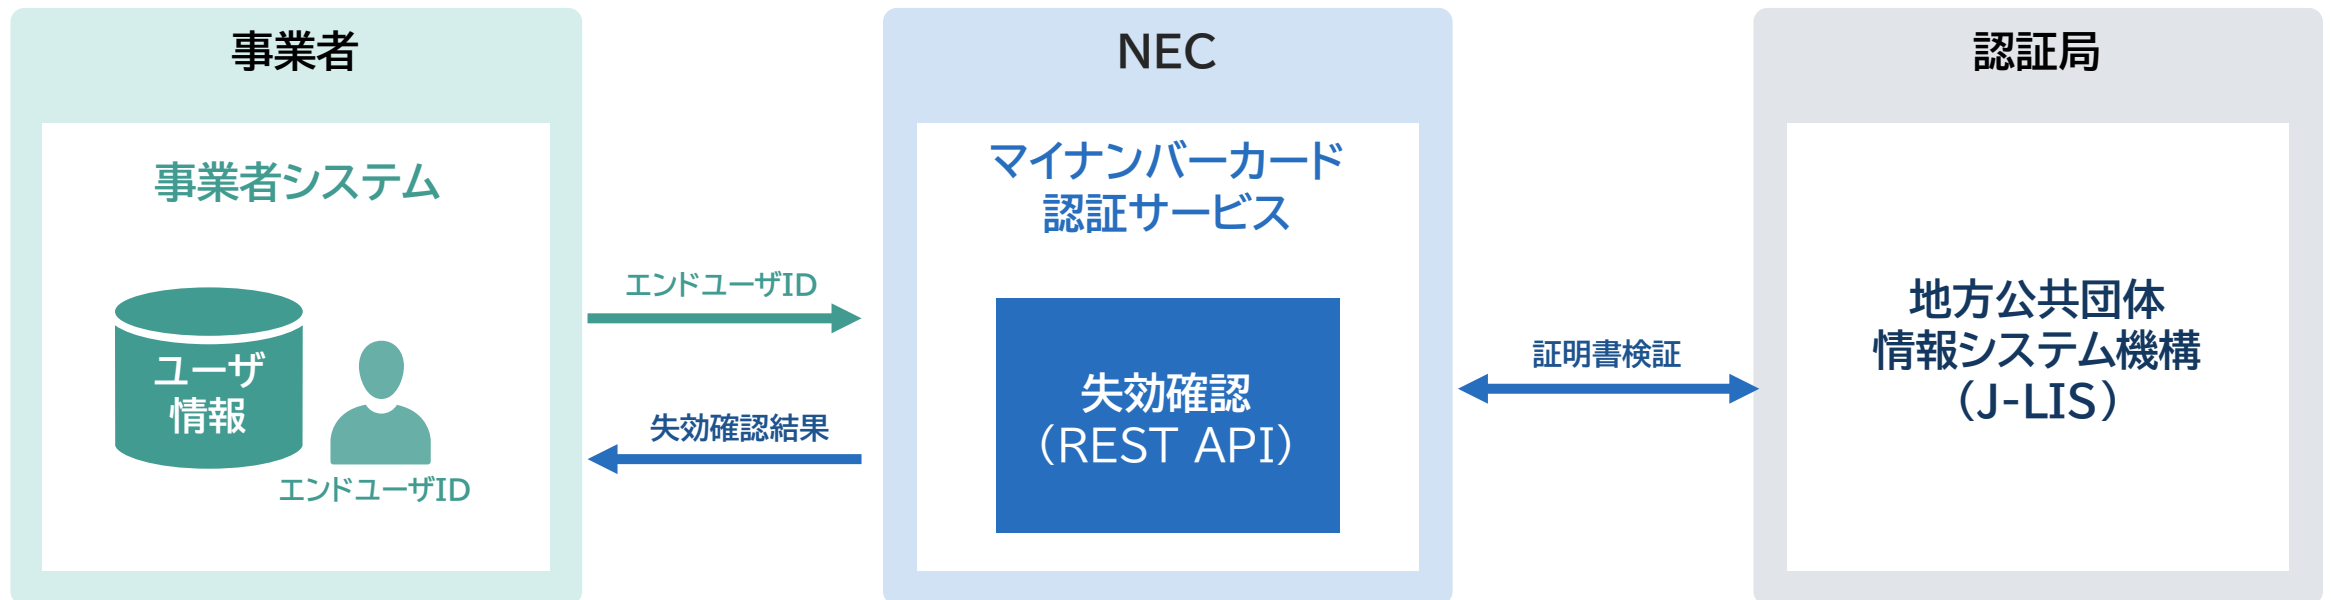 事業者
事業者システム
ユーザ
情報
エンドユーザID
エンドユーザID
失効確認結果
NEC
マイナンバーカード
認証サービス
失効確認
（REST API）
証明書検証
認証局
地方公共団体
情報システム機構
（J-LIS）